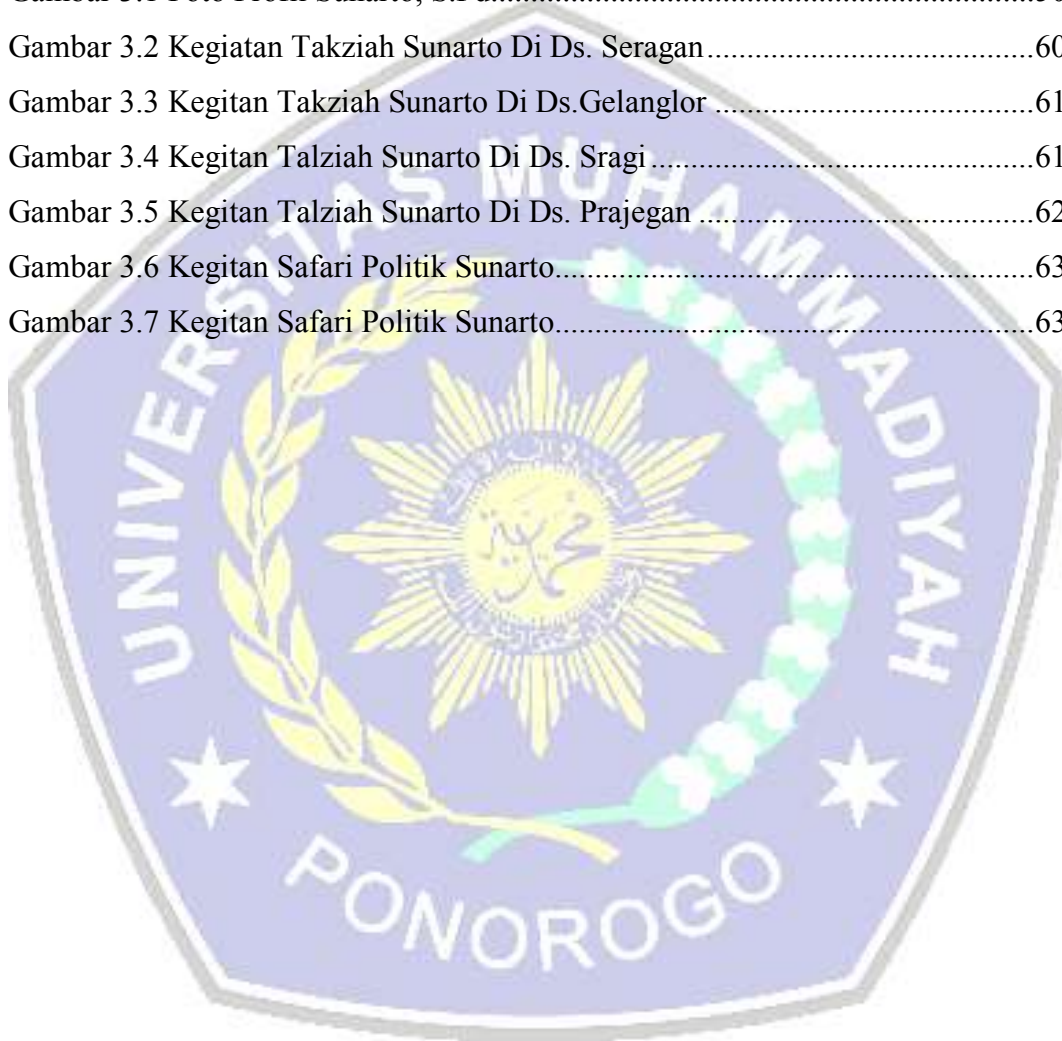 Gambar 3.2 Kegiatan Takziah Sunarto Di Ds. Seragan....................................60
Gambar 3.3 Kegitan Takziah Sunarto Di Ds.Gelanglor ....................................61
Gambar 3.4 Kegitan Talziah Sunarto Di Ds. Sragi....................................61
Gambar 3.5 Kegitan Talziah Sunarto Di Ds. Prajegan ....................................62
Gambar 3.6 Kegitan Safari Politik Sunarto....................................63
Gambar 3.7 Kegitan Safari Politik Sunarto....................................63
UNIVERSITAS MUHAMMADIYAH
PONOROGO